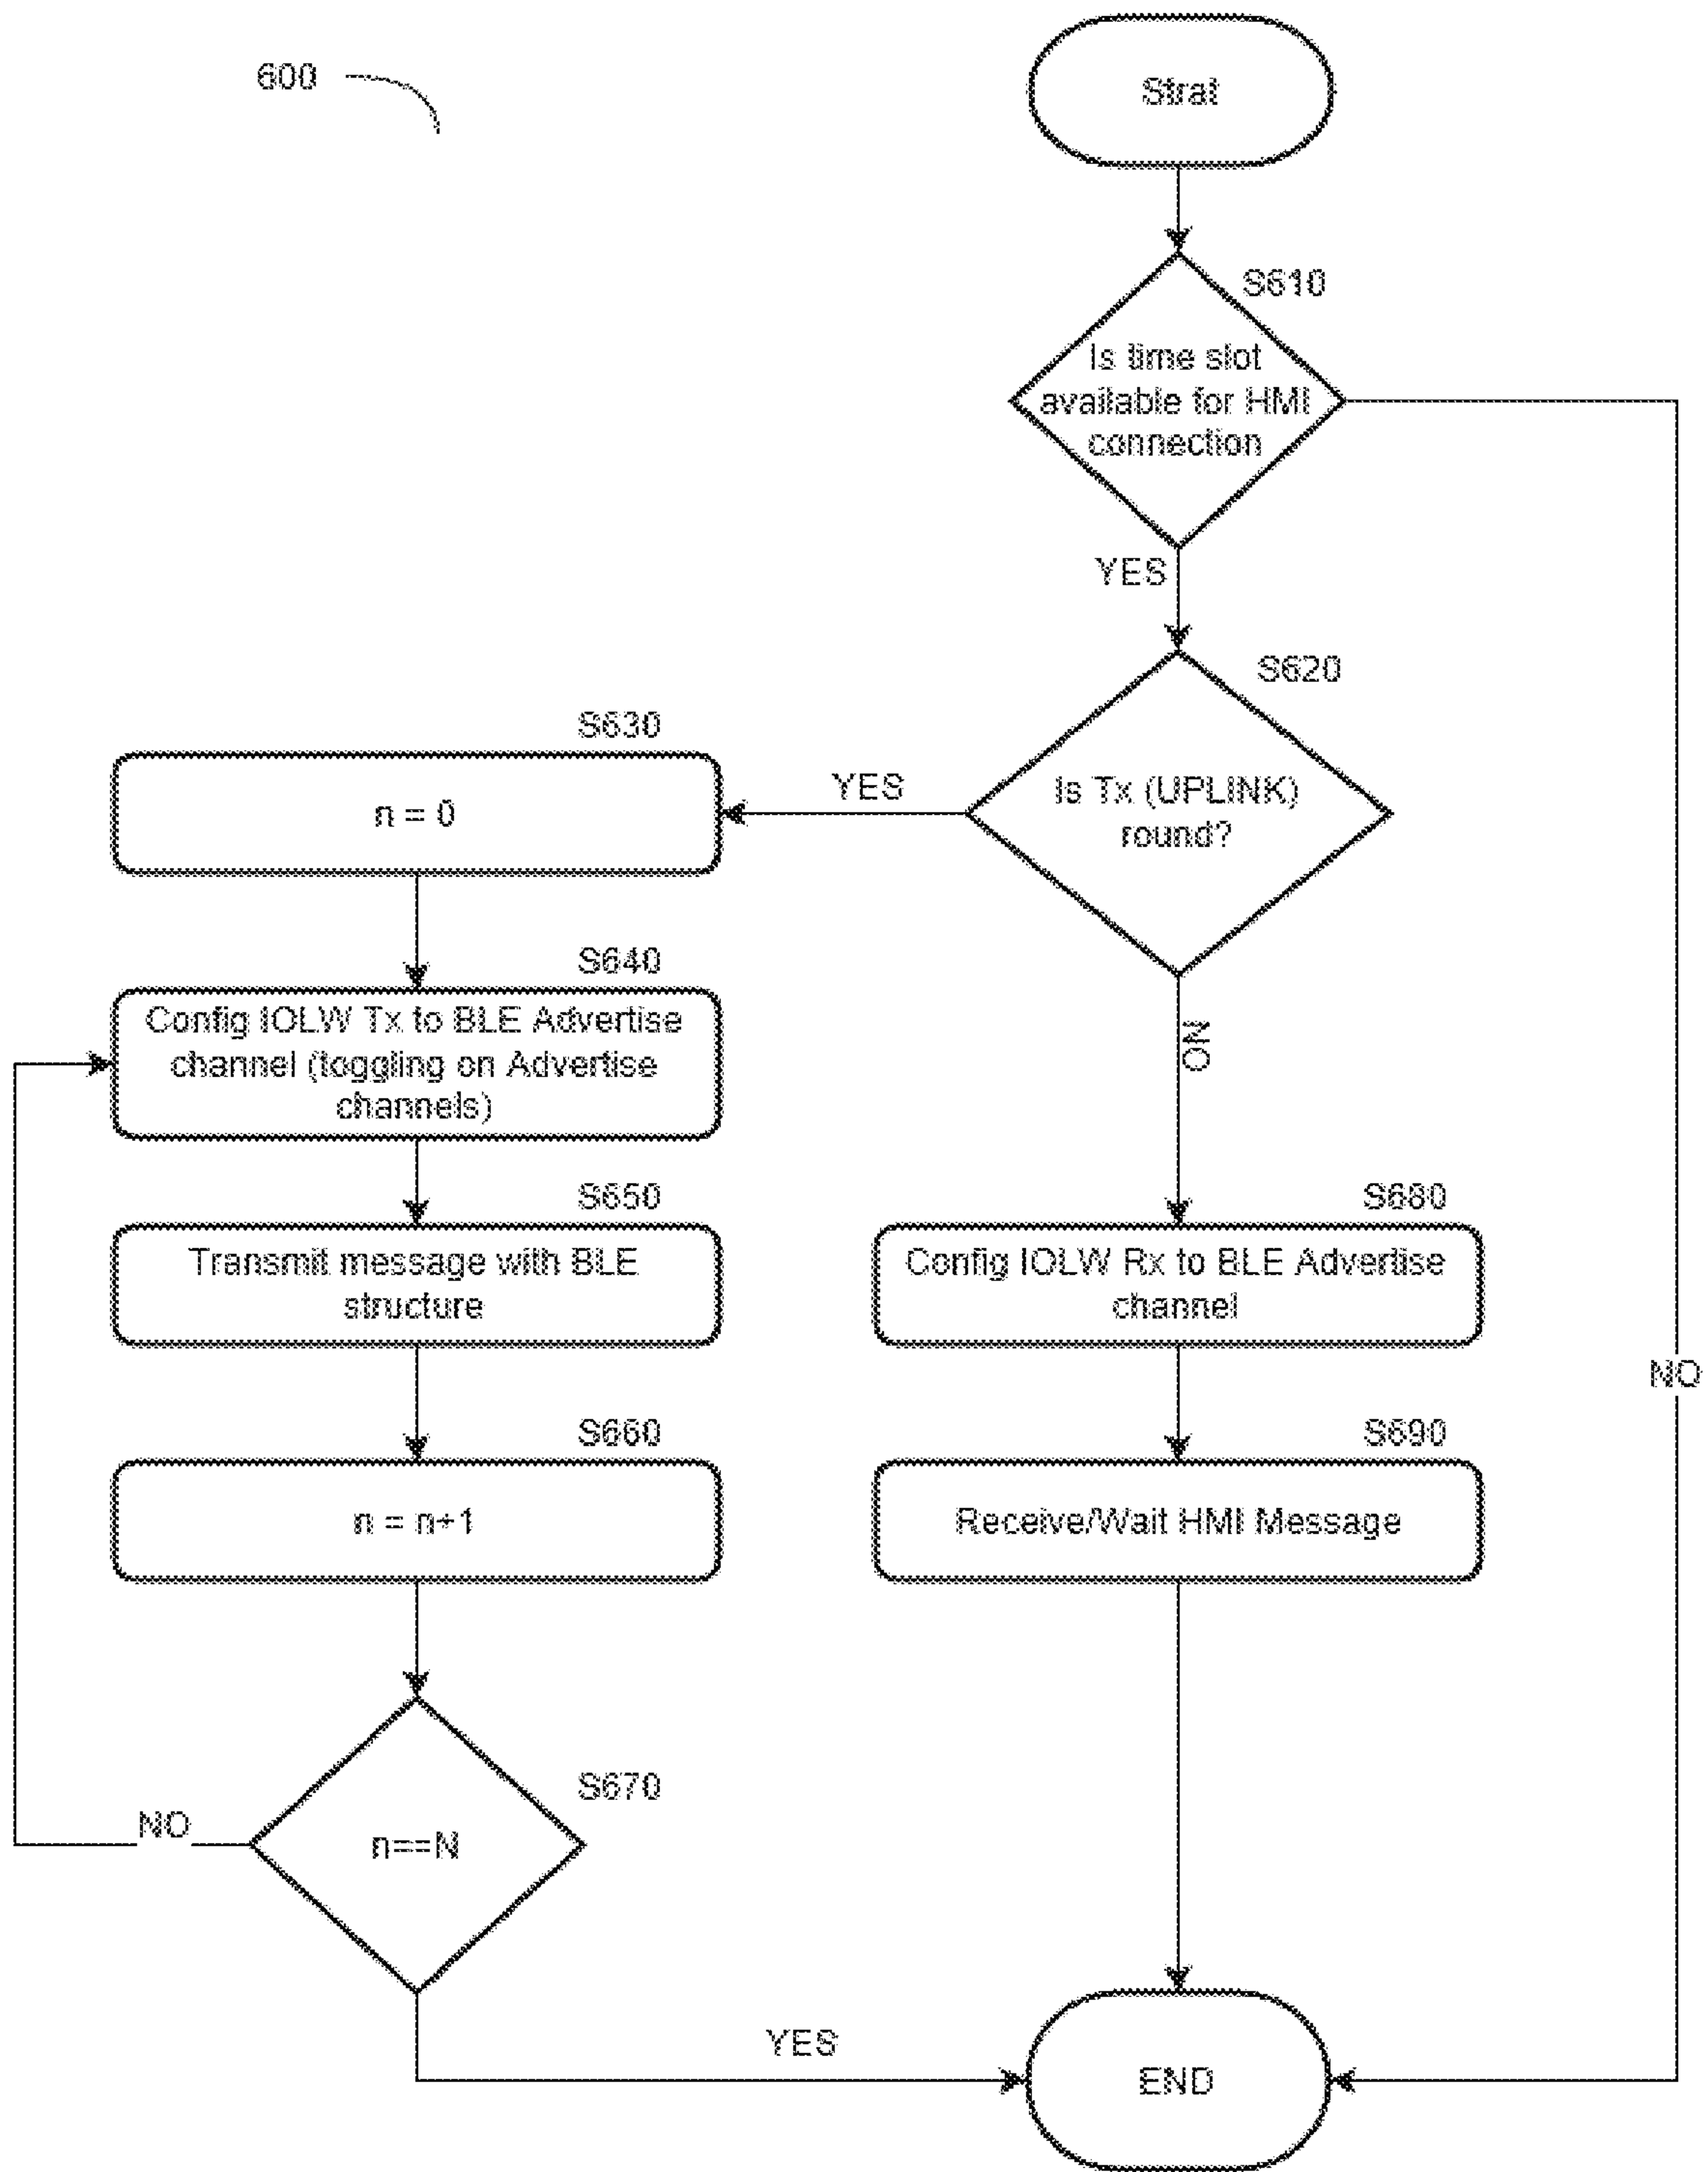 600
Strat
S610
Is time slot
available for HMI
connection
YES
S620
Is Tx (UPLINK)
round?
YES
NO
S630
n = 0
S640
Config IOLW Tx to BLE Advertise
channel (toggling on Advertise
channels)
S650
Transmit message with BLE
structure
S660
n = n+1
S670
n==N
NO
YES
S680
Config IOLW Rx to BLE Advertise
channel
S690
Receive/Wait HMI Message
NO
END